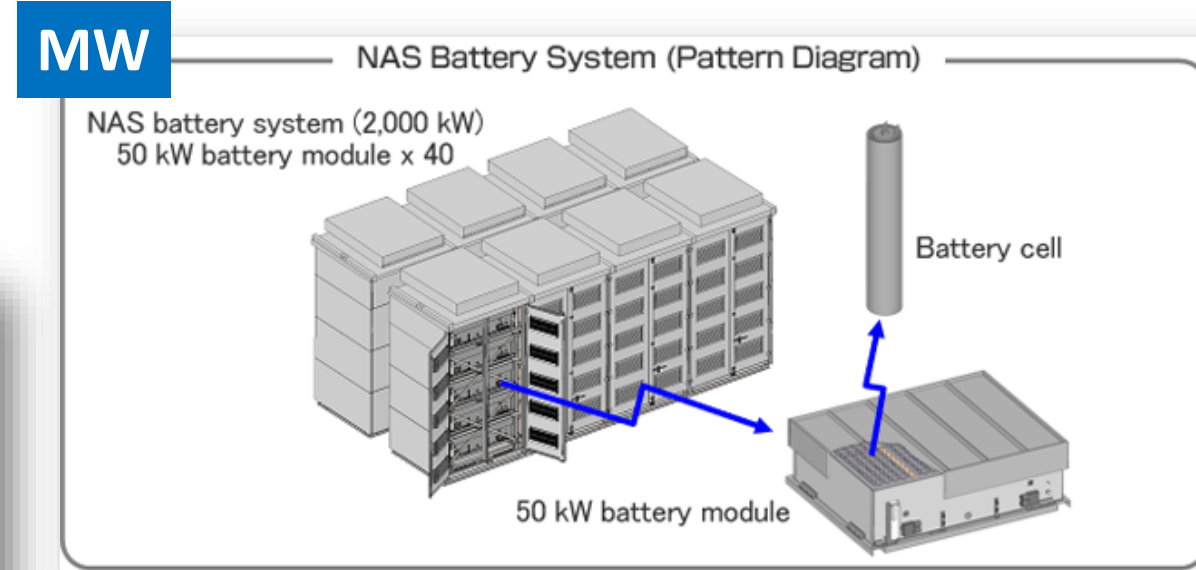 MW
NAS Battery System (Pattern Diagram)
NAS battery system (2,000 kW)
50 kW battery module x 40
Battery cell
50 kW battery module